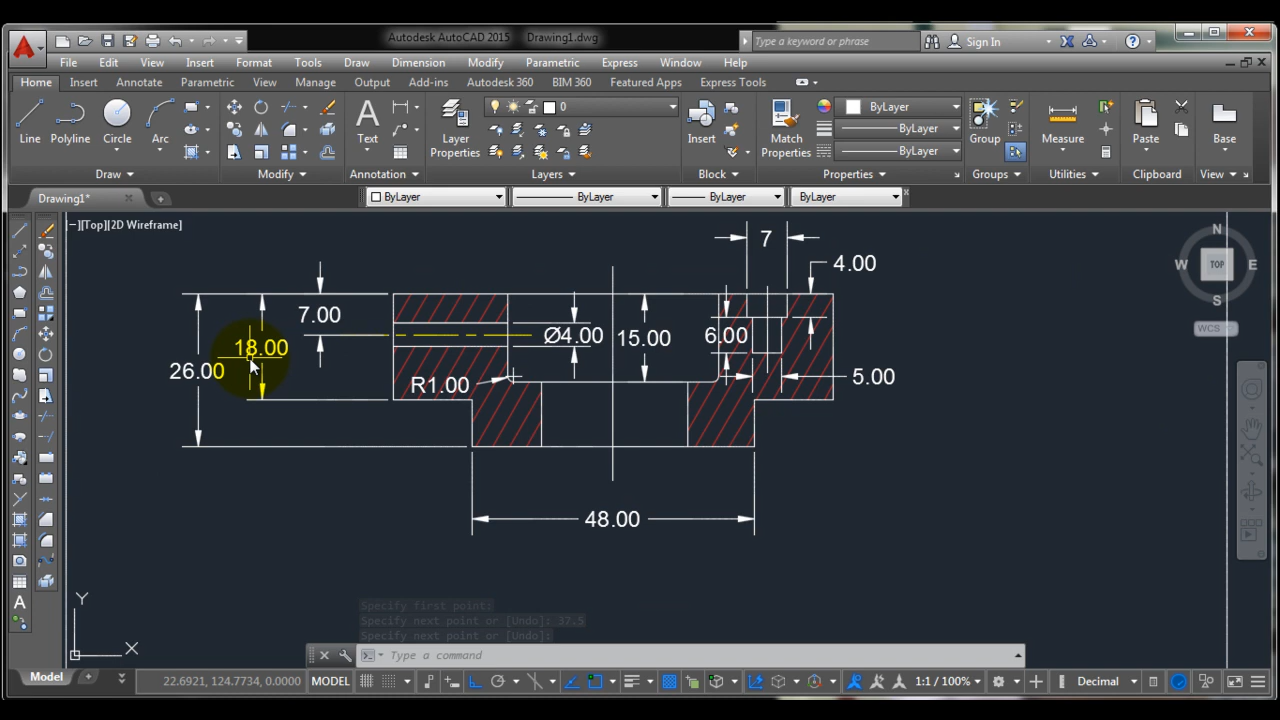 Autodesk AutoCAD 2015 Drawing1.dwg
Type a keyword or phrase
Sign In
File Edit View Insert Format Tools Draw Dimension Modify Parametric Express Window Help
Home Insert Annotate Parametric View Manage Output Add-ins Autodesk 360 BIM 360 Featured Apps Express Tools
0
ByLayer
ByLayer
ByLayer
Line Polyline Circle Arc Text Layer Properties Insert Match Properties Group Measure Paste Base
Draw Modify Annotation Layers Block Properties Groups Utilities Clipboard View
Drawing1*
ByLayer ByLayer ByLayer ByLayer
[−][Top][2D Wireframe]
N
W TOP E
S
WCS
7
4.00
7.00
Ø4.00
15.00
6.00
18.00
26.00
R1.00
5.00
48.00
Y
X
Specify first point:
Specify next point or [Undo]: 37.5
Specify next point or [Undo]:
Type a command
Model
22.6921, 124.7734, 0.0000 MODEL 1:1 / 100% Decimal